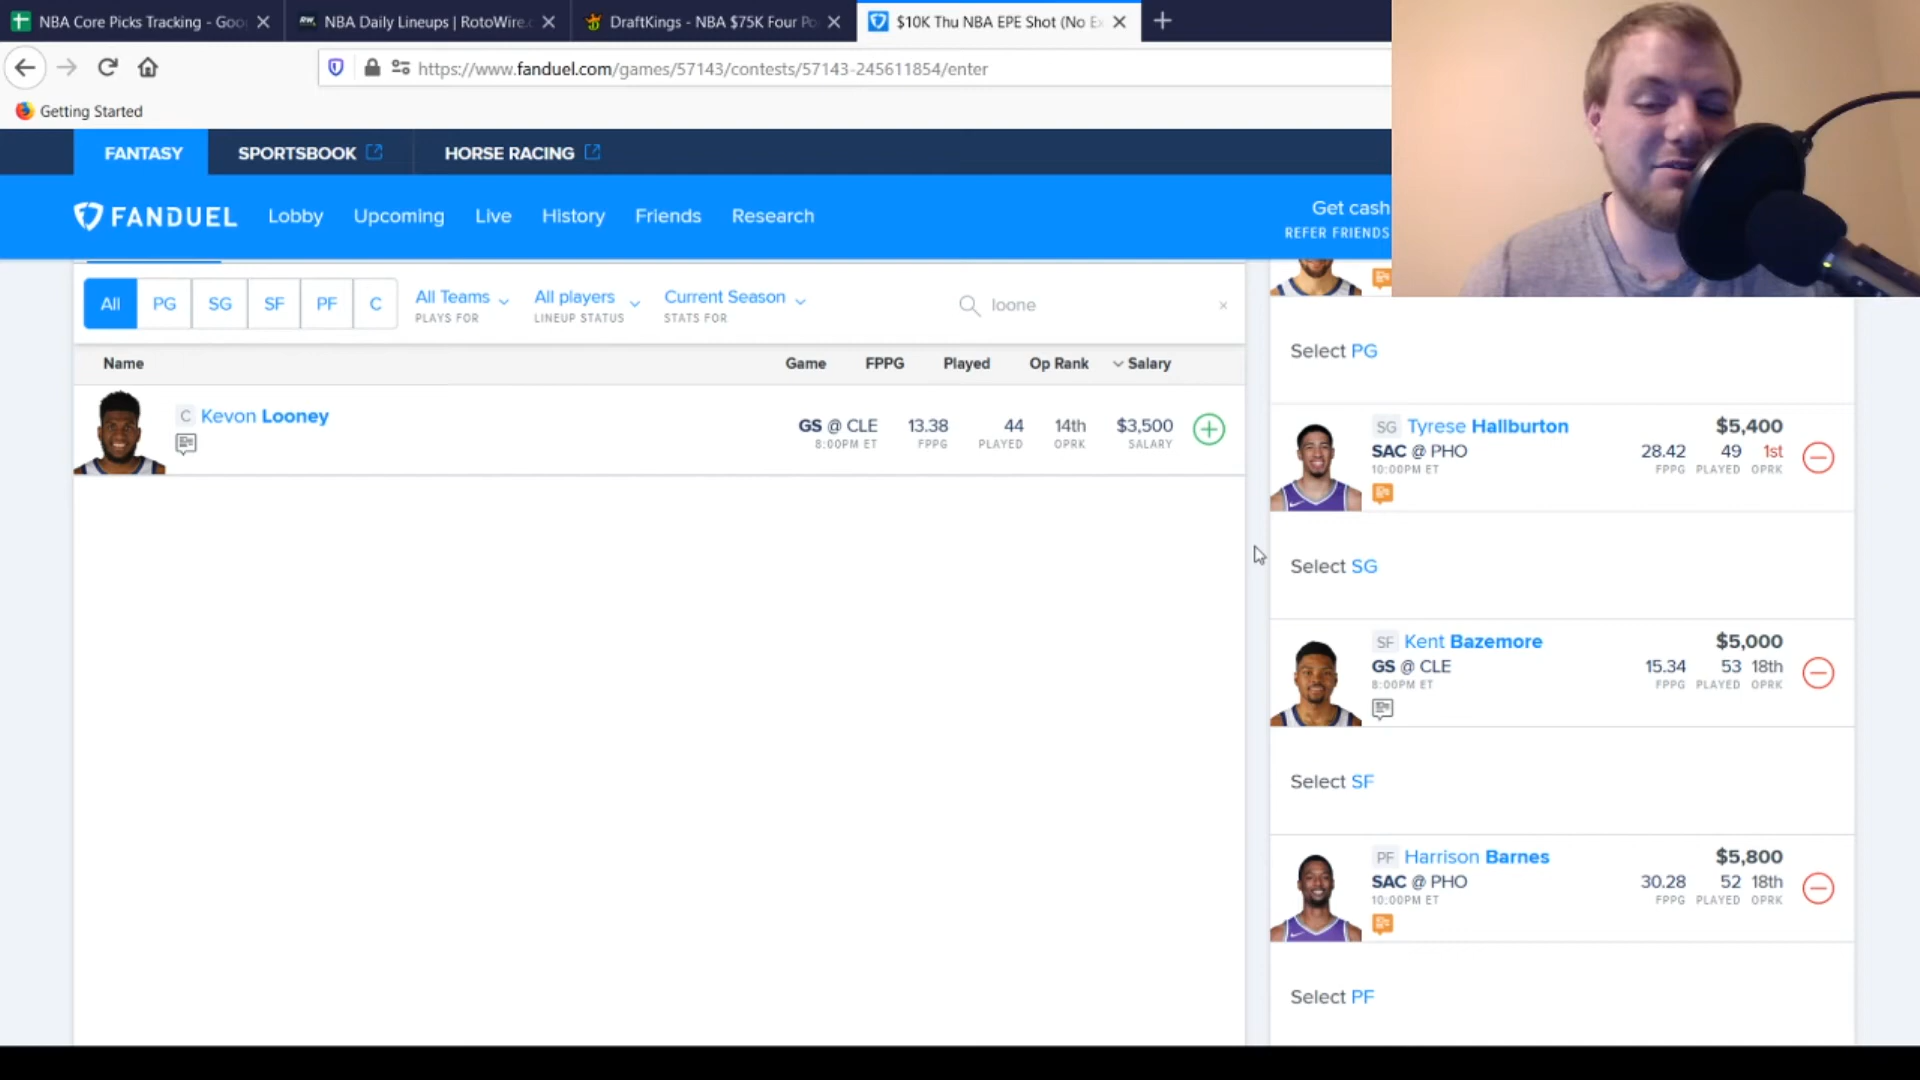 NBA Core Picks Tracking - Goo
NBA Daily Lineups | RotoWire.c
DraftKings - NBA $75K Four Po
$10K Thu NBA EPE Shot (No Ex
https://www.fanduel.com/games/57143/contests/57143-245611854/enter
Getting Started
FANTASY SPORTSBOOK HORSE RACING
FANDUEL Lobby Upcoming Live History Friends Research
Get cash
REFER FRIENDS
All PG SG SF PF C
All Teams All players Current Season
PLAYS FOR LINEUP STATUS STATS FOR
loone
Name Game FPPG Played Op Rank Salary
C Kevon Looney
GS @ CLE 13.38 44 14th $3,500
8:00PM ET FPPG PLAYED OPRK SALARY
Select PG
SG Tyrese Haliburton $5,400
SAC @ PHO 28.42 49 1st
10:00PM ET FPPG PLAYED OPRK
Select SG
SF Kent Bazemore $5,000
GS @ CLE 15.34 53 18th
8:00PM ET FPPG PLAYED OPRK
Select SF
PF Harrison Barnes $5,800
SAC @ PHO 30.28 52 18th
10:00PM ET FPPG PLAYED OPRK
Select PF